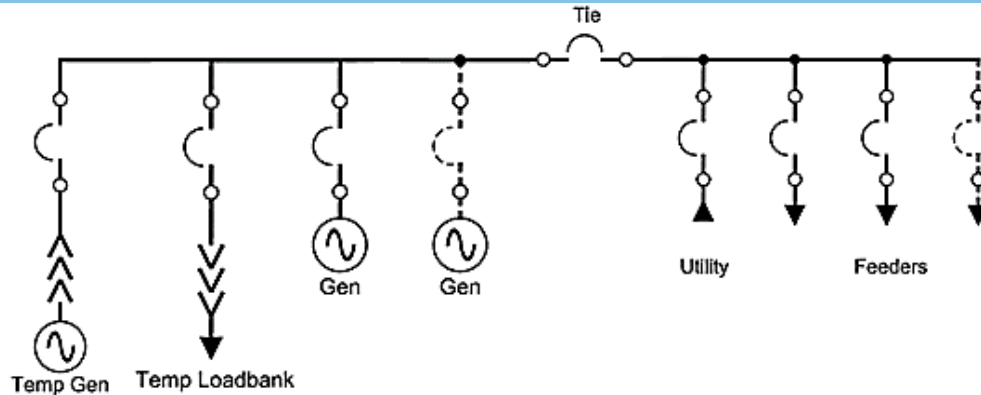 Tie
Gen
Gen
Utility
Feeders
Temp Gen
Temp Loadbank